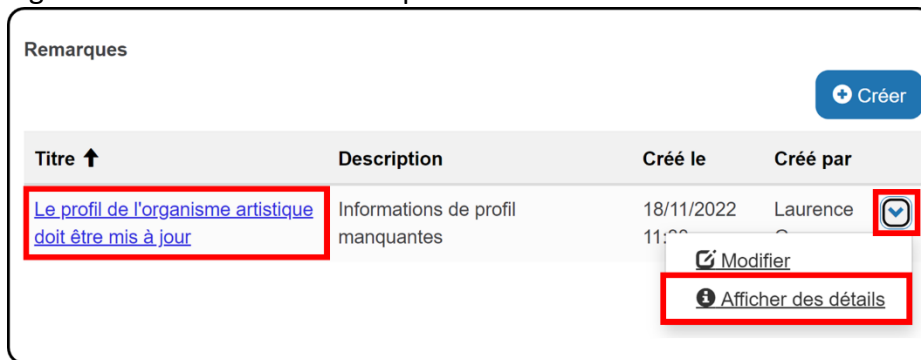 Remarques
Créer
Titre ↑ Description Créé le Créé par
Le profil de l'organisme artistique Informations de profil 18/11/2022 Laurence
doit être mis à jour manquantes
Modifier
Afficher des détails